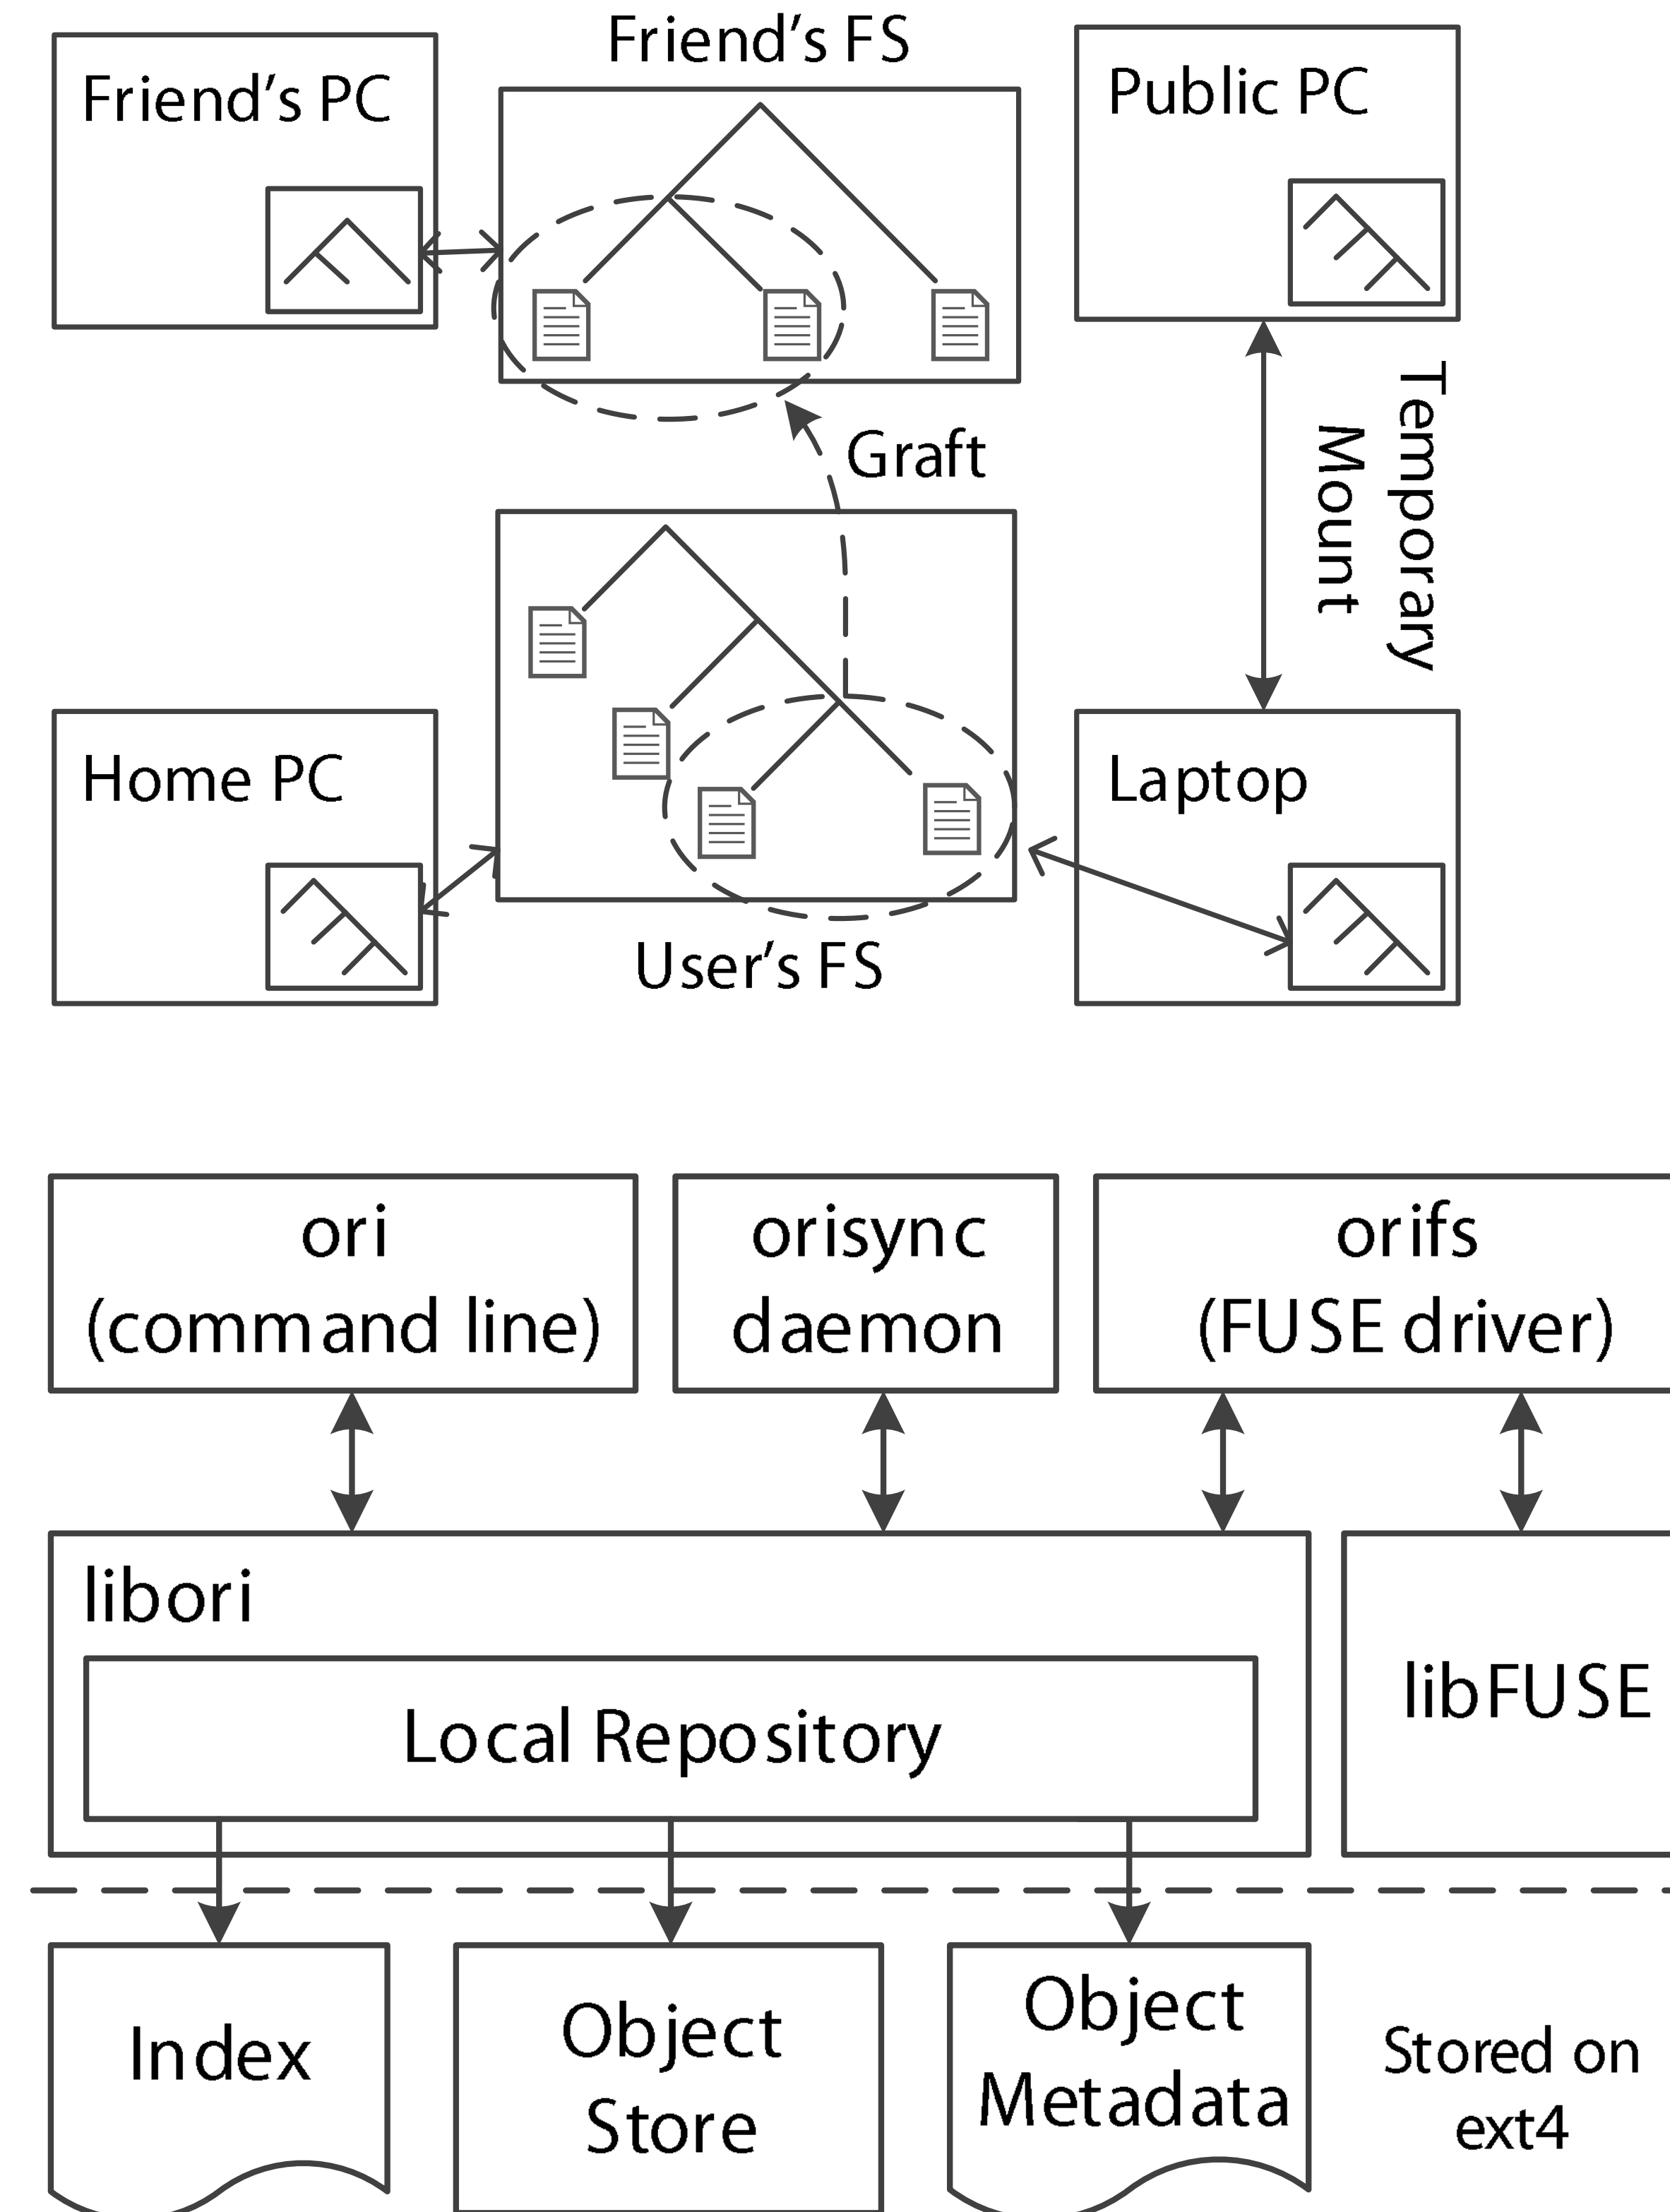 Friend's FS
Friend's PC
Public PC
Graft
Temporary
Mount
Home PC
Laptop
User's FS
ori
(command line)
orisync
daemon
orifs
(FUSE driver)
libori
Local Repository
libFUSE
Index
Object
Store
Object
Metadata
Stored on
ext4